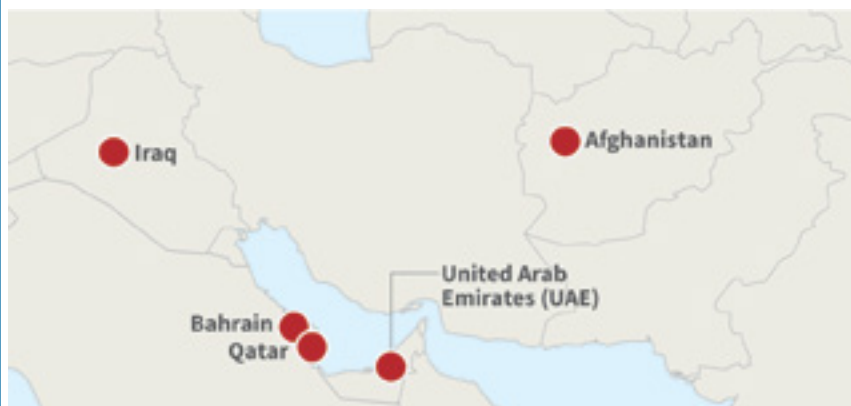 Iraq
Afghanistan
United Arab
Emirates (UAE)
Bahrain
Qatar